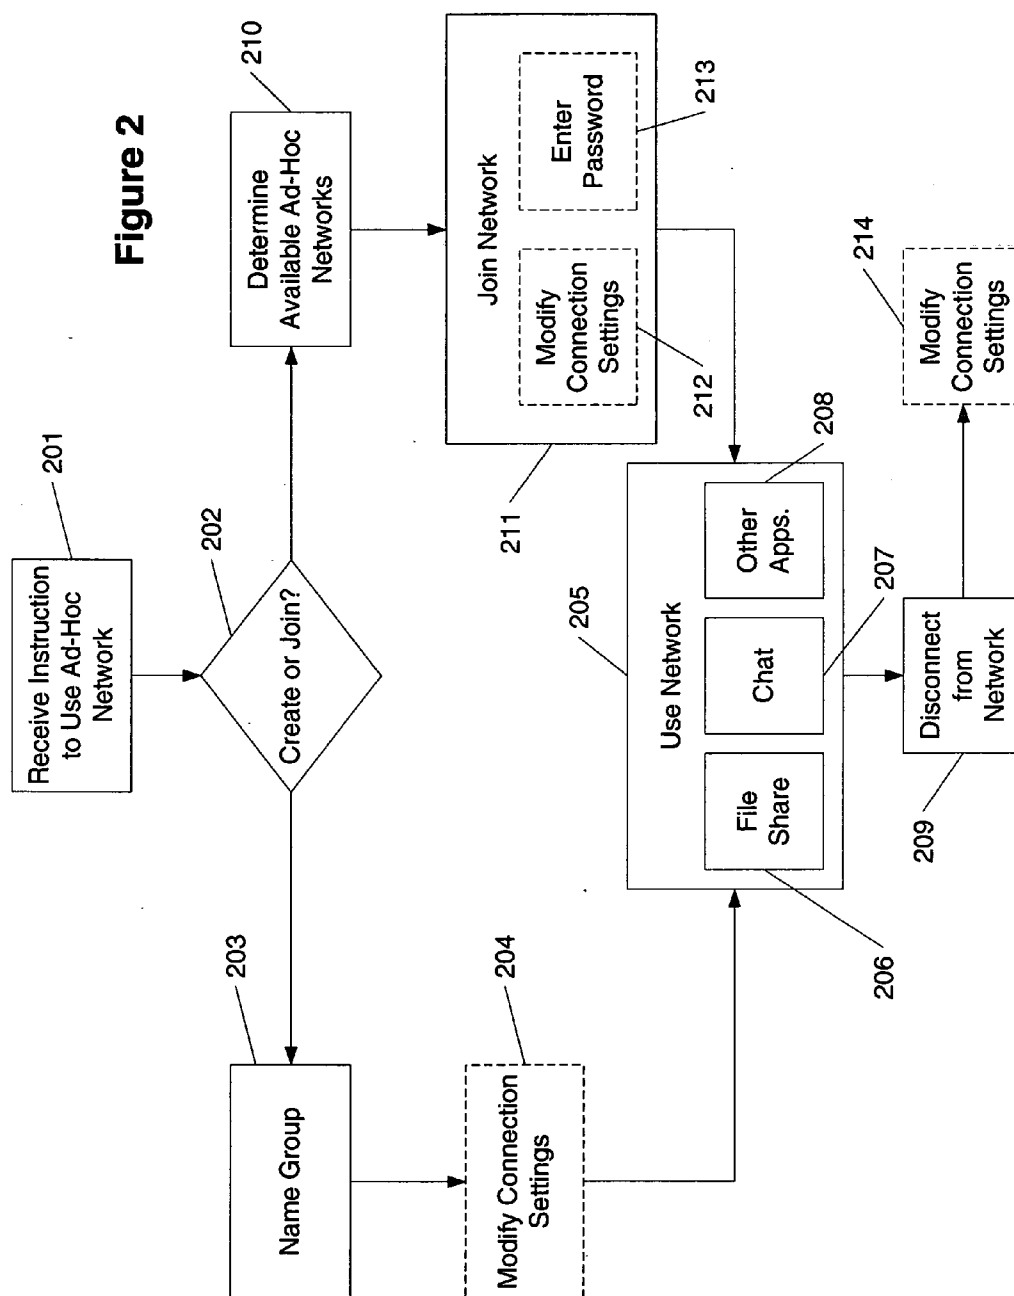 Figure 2
201
Receive Instruction
to Use Ad-Hoc
Network
202
Create or Join?
203
Name Group
204
Modify Connection
Settings
210
Determine
Available Ad-Hoc
Networks
Join Network
Modify
Connection
Settings
Enter
Password
213
212
211
205
Use Network
File
Share
Chat
Other
Apps.
208
206
207
Disconnect
from
Network
209
214
Modify
Connection
Settings